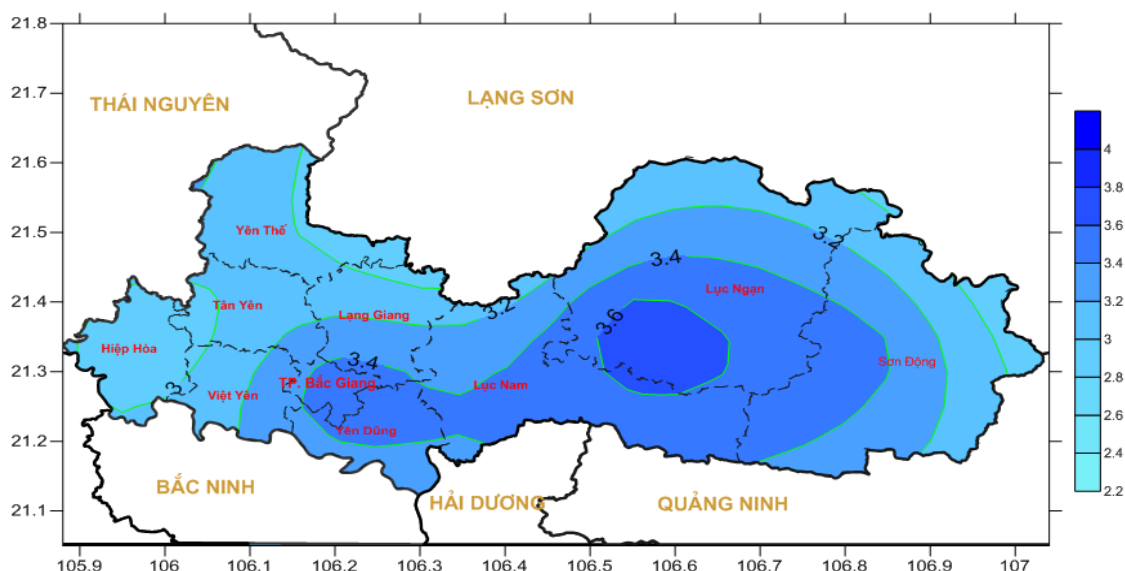 21.8
21.7
21.6
21.5
21.4
21.3
21.2
21.1
THÁI NGUYÊN
LẠNG SƠN
Yên Thế
3.2
3.4
Lục Ngạn
Tân Yên
Lạng Giang
3.2
3.6
Hiệp Hòa
3.4
Sơn Động
TP. Bắc Giang
Lục Nam
3
Việt Yên
Yên Dũng
BẮC NINH
HẢI DƯƠNG
QUẢNG NINH
4
3.8
3.6
3.4
3.2
3
2.8
2.6
2.4
2.2
105.9 106 106.1 106.2 106.3 106.4 106.5 106.6 106.7 106.8 106.9 107